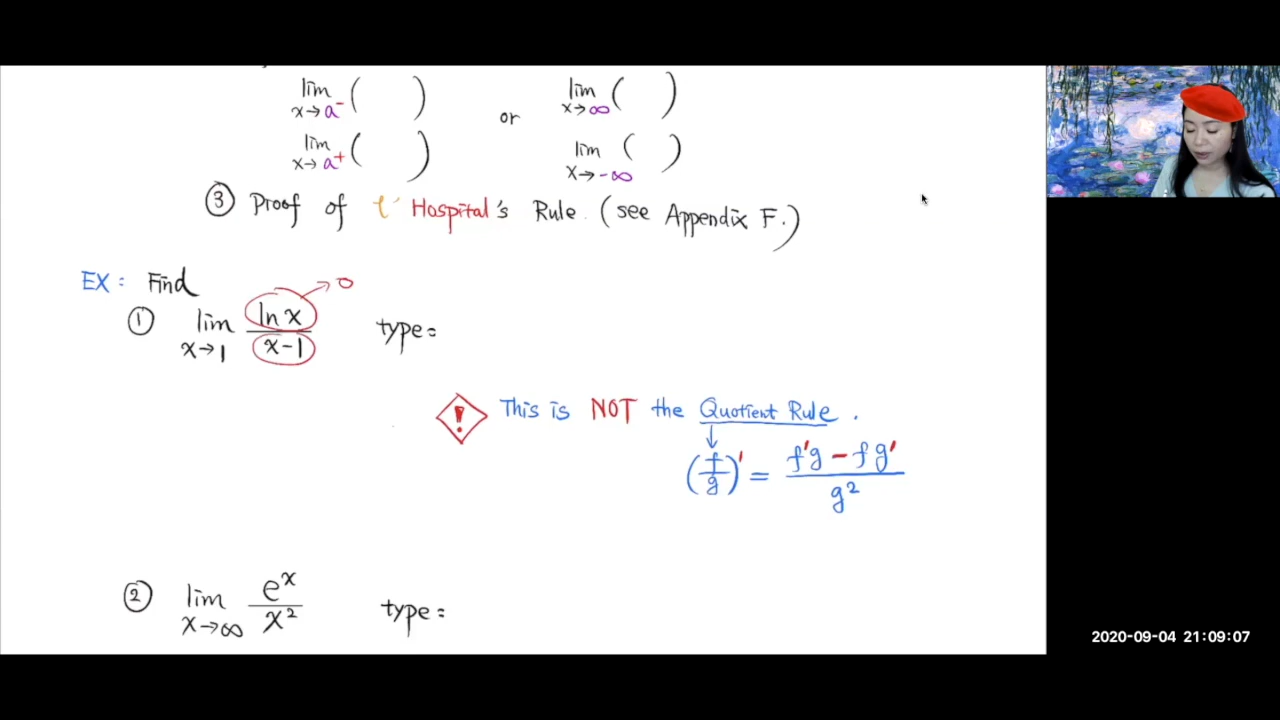 lim x→a⁻ ( ) or lim x→∞ ( )
lim x→a⁺ ( ) lim x→-∞ ( )
③ Proof of l'Hospital's Rule. (see Appendix F.)
EX: Find
① lim x→1 ln x / x-1 → 0 type:
! This is NOT the Quotient Rule.
(f/g)' = f'g - fg' / g²
② lim x→∞ eˣ / x² type:
2020-09-04 21:09:07